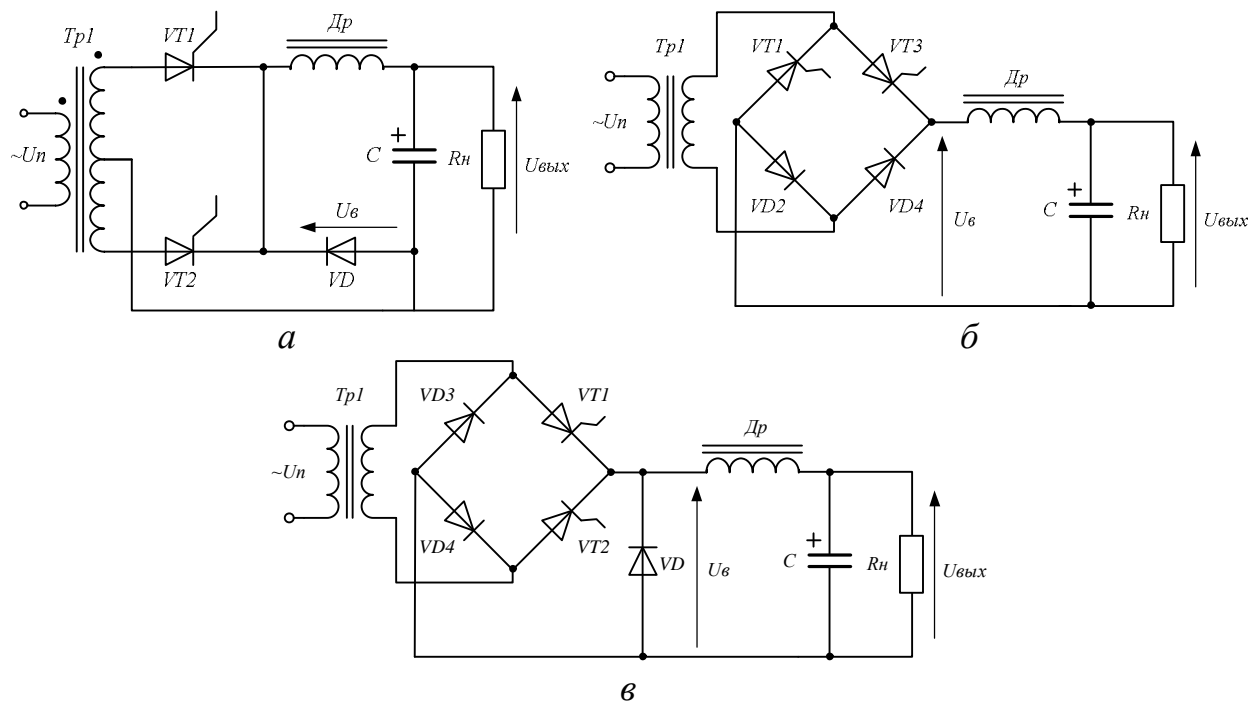 Тр1
VT1
Др
~Uп
+
C
Rн
Uвых
Uв
VT2
VD
а
Тр1
VT1
VT3
Др
~Uп
VD2
VD4
Uв
+
C
Rн
Uвых
б
Тр1
VD3
VT1
Др
~Uп
VD4
VT2
VD
Uв
+
C
Rн
Uвых
в